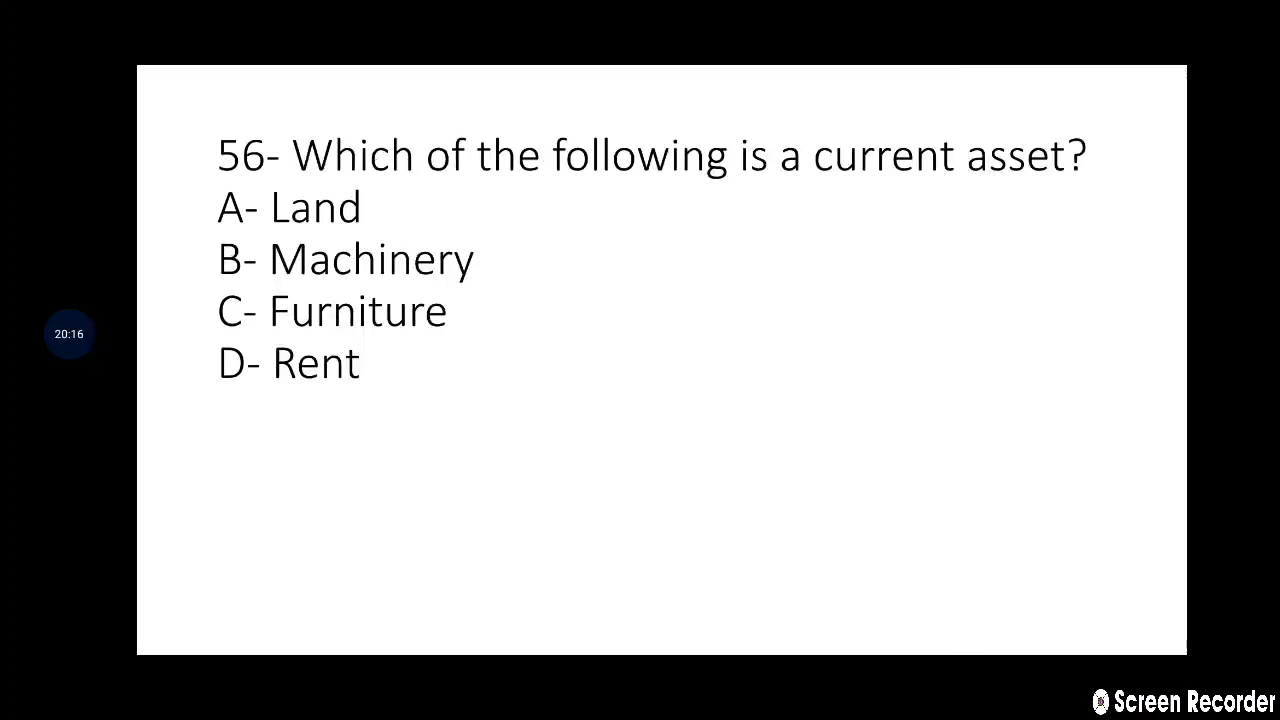 56- Which of the following is a current asset?
A- Land
B- Machinery
C- Furniture
D- Rent
20:16
Screen Recorder